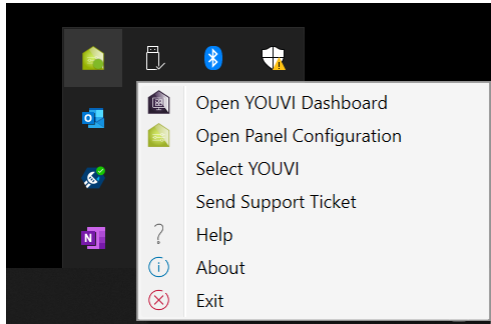 Open YOUVI Dashboard
Open Panel Configuration
Select YOUVI
Send Support Ticket
? Help
i About
Exit